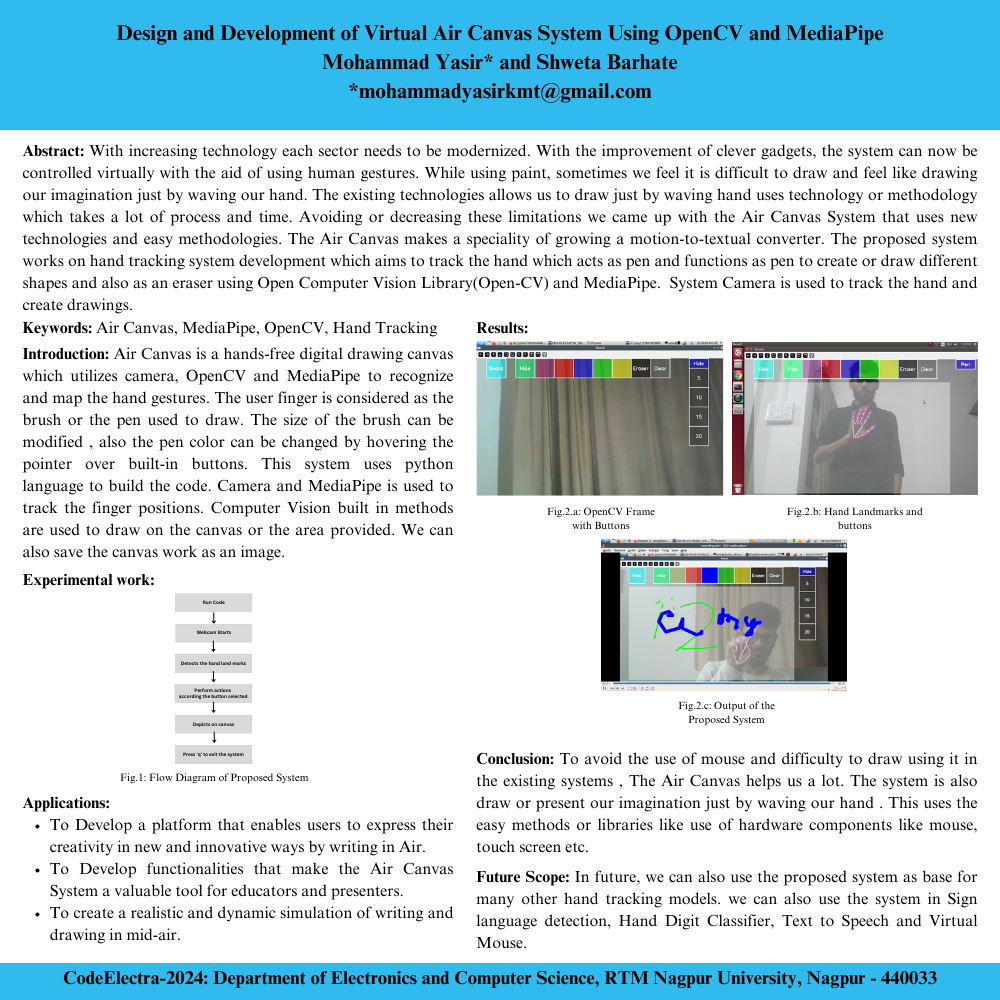 Design and Development of Virtual Air Canvas System Using OpenCV and MediaPipe
Mohammad Yasir* and Shweta Barhate
*mohammadyasirkmt@gmail.com
Abstract: With increasing technology each sector needs to be modernized. With the improvement of clever gadgets, the system can now be
controlled virtually with the aid of using human gestures. While using paint, sometimes we feel it is difficult to draw and feel like drawing
our imagination just by waving our hand. The existing technologies allows us to draw just by waving hand uses technology or methodology
which takes a lot of process and time. Avoiding or decreasing these limitations we came up with the Air Canvas System that uses new
technologies and easy methodologies. The Air Canvas makes a speciality of growing a motion-to-textual converter. The proposed system
works on hand tracking system development which aims to track the hand which acts as pen and functions as pen to create or draw different
shapes and also as an eraser using Open Computer Vision Library(Open-CV) and MediaPipe. System Camera is used to track the hand and
create drawings.
Keywords: Air Canvas, MediaPipe, OpenCV, Hand Tracking
Introduction: Air Canvas is a hands-free digital drawing canvas
which utilizes camera, OpenCV and MediaPipe to recognize
and map the hand gestures. The user finger is considered as the
brush or the pen used to draw. The size of the brush can be
modified , also the pen color can be changed by hovering the
pointer over built-in buttons. This system uses python
language to build the code. Camera and MediaPipe is used to
track the finger positions. Computer Vision built in methods
are used to draw on the canvas or the area provided. We can
also save the canvas work as an image.
Experimental work:
Run Code
Webcam Starts
Detects the hand land marks
Perform actions
according the button selected
Depicts on canvas
Press 'q' to exit the system
Fig.1: Flow Diagram of Proposed System
Applications:
• To Develop a platform that enables users to express their
creativity in new and innovative ways by writing in Air.
• To Develop functionalities that make the Air Canvas
System a valuable tool for educators and presenters.
• To create a realistic and dynamic simulation of writing and
drawing in mid-air.
Results:
Board Hide Eraser Clear Hide
5
10
15
20
Fig.2.a: OpenCV Frame
with Buttons
Hide Hide Eraser Clear Pen
Fig.2.b: Hand Landmarks and
buttons
Hide Hide Eraser Clear Hide
5
10
15
20
Fig.2.c: Output of the
Proposed System
Conclusion: To avoid the use of mouse and difficulty to draw using it in
the existing systems , The Air Canvas helps us a lot. The system is also
draw or present our imagination just by waving our hand . This uses the
easy methods or libraries like use of hardware components like mouse,
touch screen etc.
Future Scope: In future, we can also use the proposed system as base for
many other hand tracking models. we can also use the system in Sign
language detection, Hand Digit Classifier, Text to Speech and Virtual
Mouse.
CodeElectra-2024: Department of Electronics and Computer Science, RTM Nagpur University, Nagpur - 440033